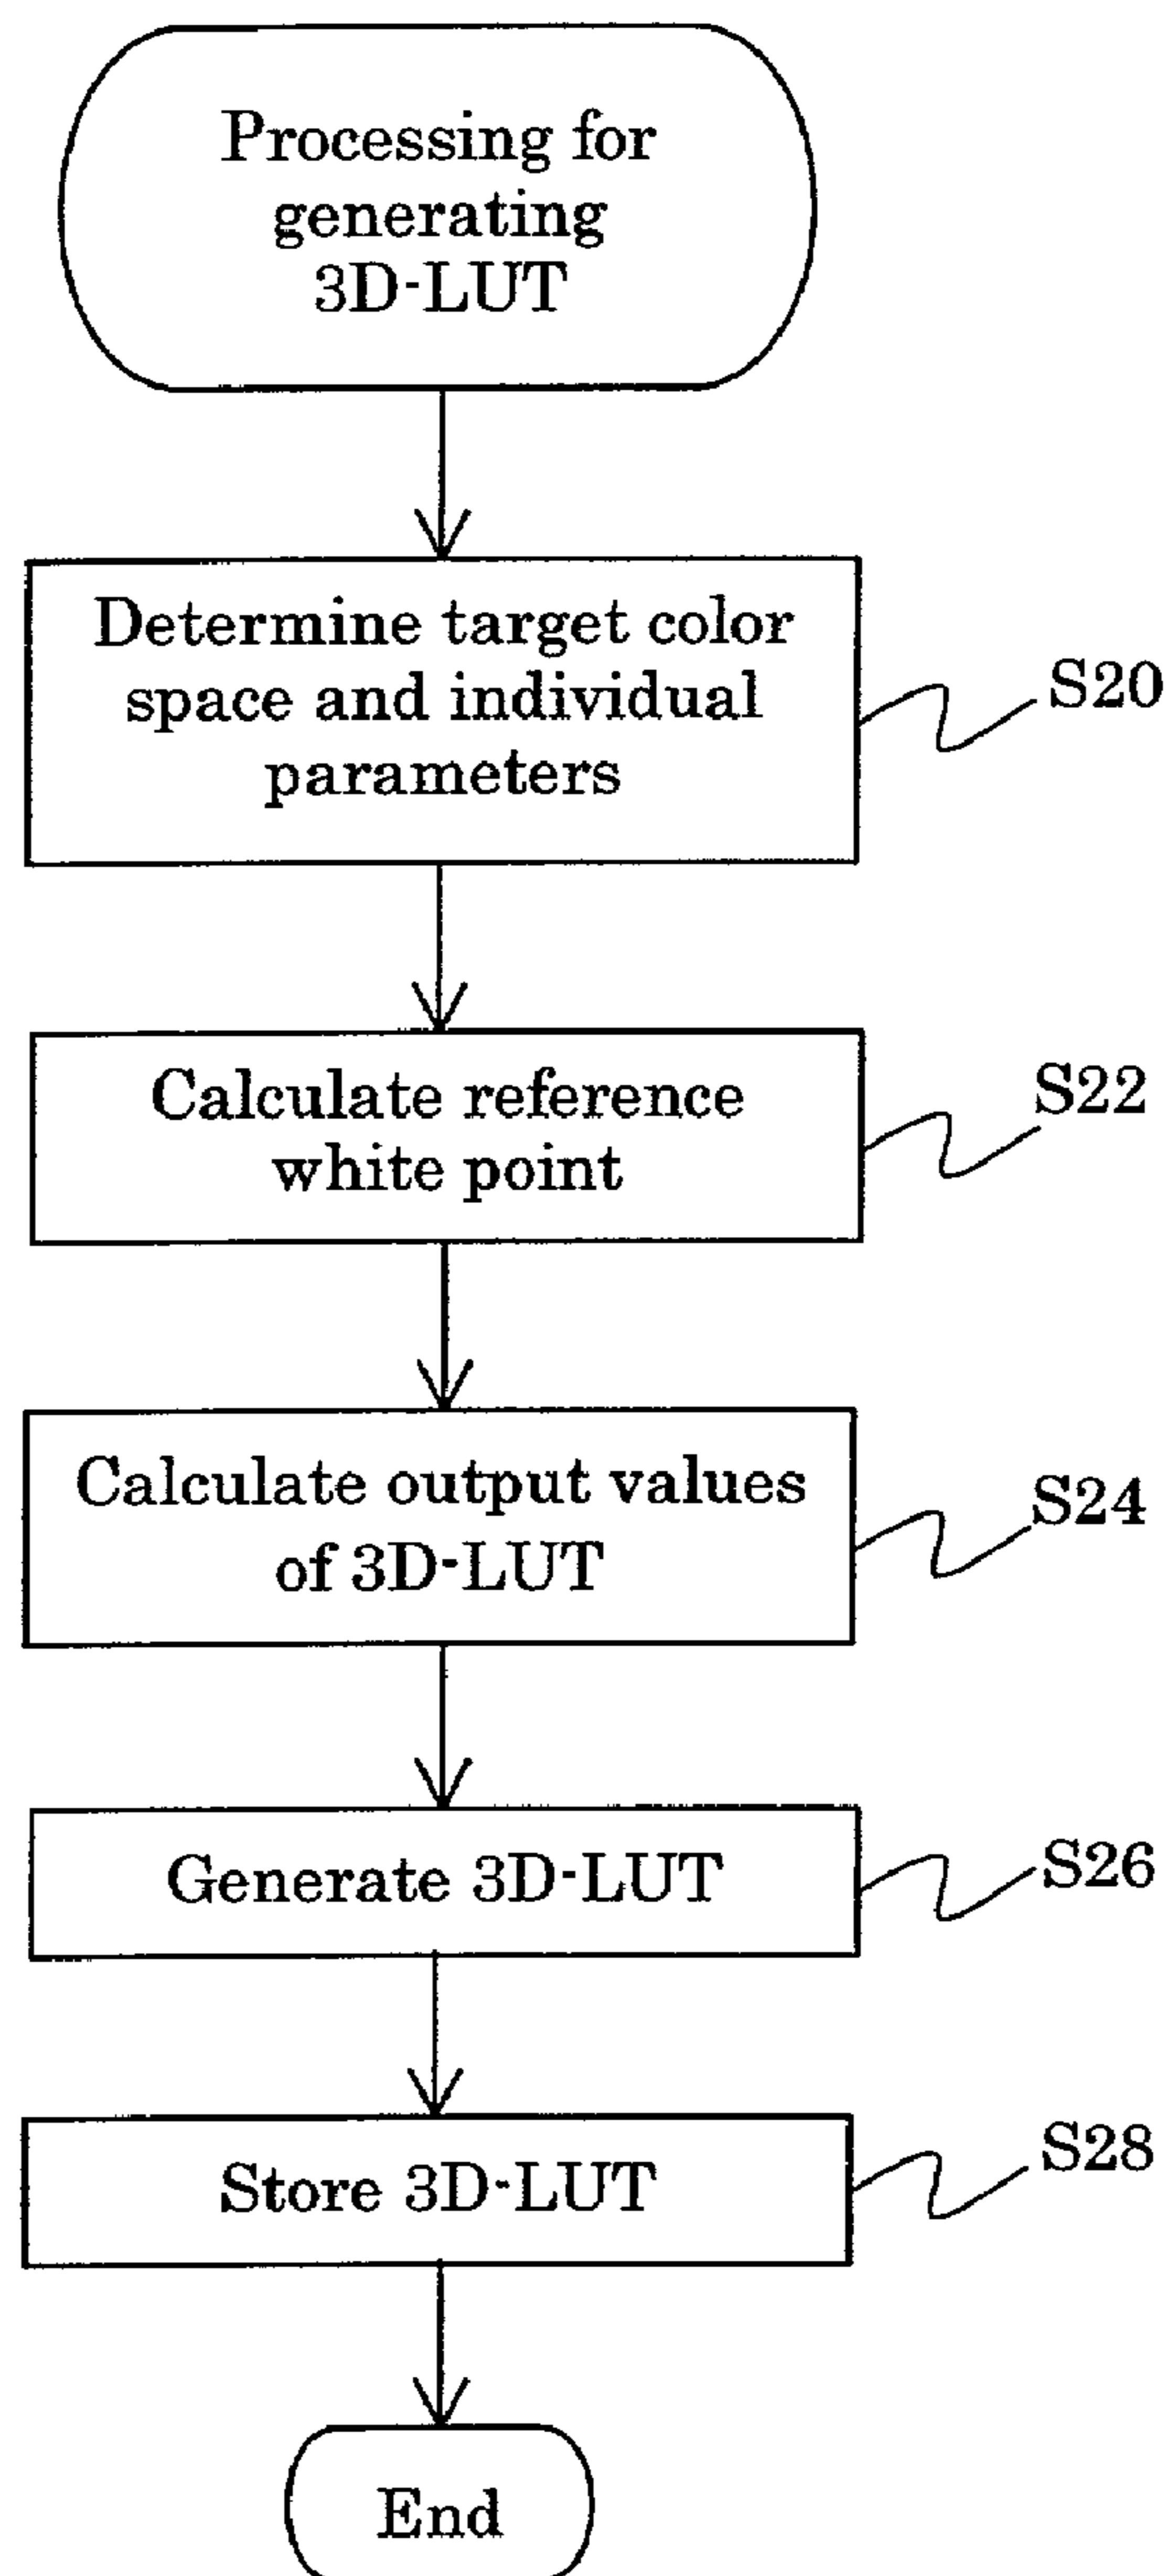 Processing for
generating
3D-LUT
Determine target color
space and individual
parameters
S20
Calculate reference
white point
S22
Calculate output values
of 3D-LUT
S24
Generate 3D-LUT
S26
Store 3D-LUT
S28
End